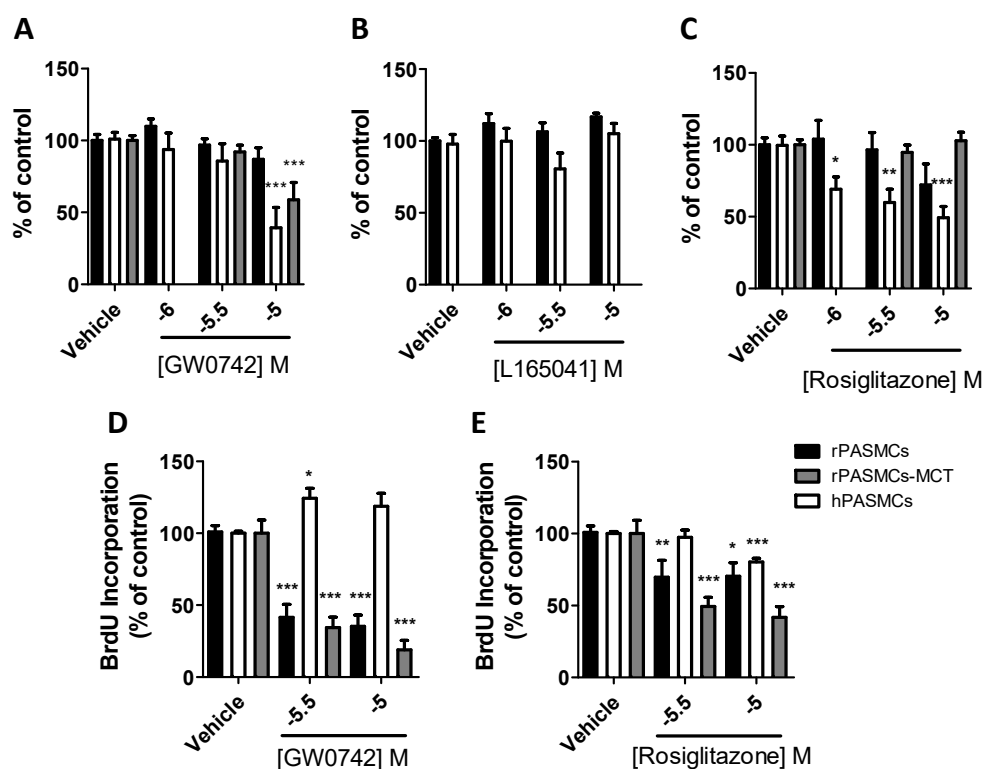 A
% of control
150
100
50
0
***
***
Vehicle
-6
-5.5
-5
[GW0742] M
B
% of control
150
100
50
0
Vehicle
-6
-5.5
-5
[L165041] M
C
% of control
150
100
50
0
*
**
***
Vehicle
-6
-5.5
-5
[Rosiglitazone] M
D
BrdU Incorporation
(% of control)
150
100
50
0
***
*
***
***
***
Vehicle
-5.5
-5
[GW0742] M
E
BrdU Incorporation
(% of control)
150
100
50
0
**
***
*
***
***
Vehicle
-5.5
-5
[Rosiglitazone] M
rPASMCs
rPASMCs-MCT
hPASMCs